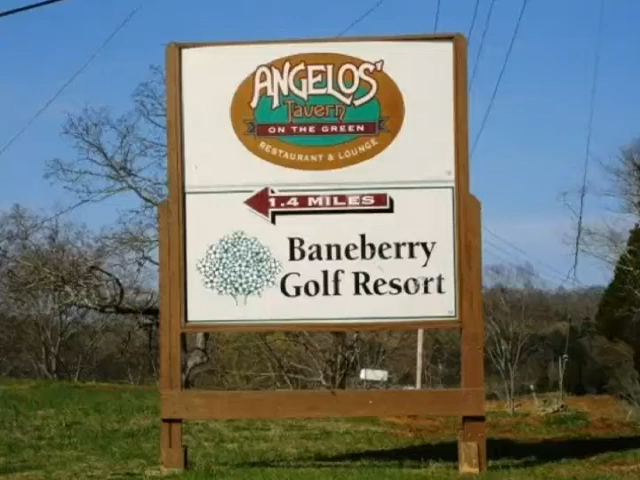 ANGELOS'
Tavern
ON THE GREEN
RESTAURANT & LOUNGE
1.4 MILES
Baneberry
Golf Resort